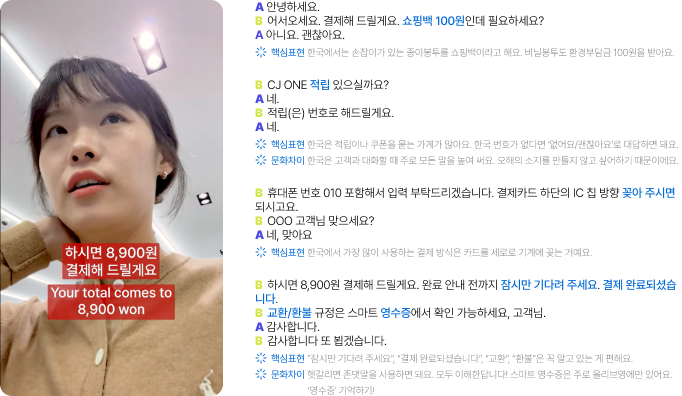 하시면 8,900원
결제해 드릴게요
Your total comes to
8,900 won
A 안녕하세요.
B 어서오세요. 결제해 드릴게요. 쇼핑백 100원인데 필요하세요?
A 아니요. 괜찮아요.
핵심표현 한국에서는 손잡이가 있는 종이봉투를 쇼핑백이라고 해요. 비닐봉투도 환경부담금 100원을 받아요.
B CJ ONE 적립 있으실까요?
A 네.
B 적립(은) 번호로 해드릴게요.
A 네.
핵심표현 한국은 적립이나 쿠폰을 묻는 가게가 많아요. 한국 번호가 없다면 '없어요/괜찮아요'로 대답하면 돼요.
문화차이 한국은 고객과 대화할 때 주로 모든 말을 높여 써요. 오해의 소지를 만들지 않고 싶어하기 때문이에요.
B 휴대폰 번호 010 포함해서 입력 부탁드리겠습니다. 결제카드 하단의 IC 칩 방향 꽂아 주시면
되시고요.
B OOO 고객님 맞으세요?
A 네, 맞아요
핵심표현 한국에서 가장 많이 사용하는 결제 방식은 카드를 세로로 기계에 꽂는 거예요.
B 하시면 8,900원 결제해 드릴게요. 완료 안내 전까지 잠시만 기다려 주세요. 결제 완료되셨습
니다.
B 교환/환불 규정은 스마트 영수증에서 확인 가능하세요, 고객님.
A 감사합니다.
B 감사합니다 또 뵙겠습니다.
핵심표현 "잠시만 기다려 주세요", "결제 완료되셨습니다", "교환", "환불"은 꼭 알고 있는 게 편해요.
문화차이 헷갈리면 존댓말을 사용하면 돼요. 모두 이해한답니다! 스마트 영수증은 주로 올리브영에만 있어요.
'영수증' 기억하기!